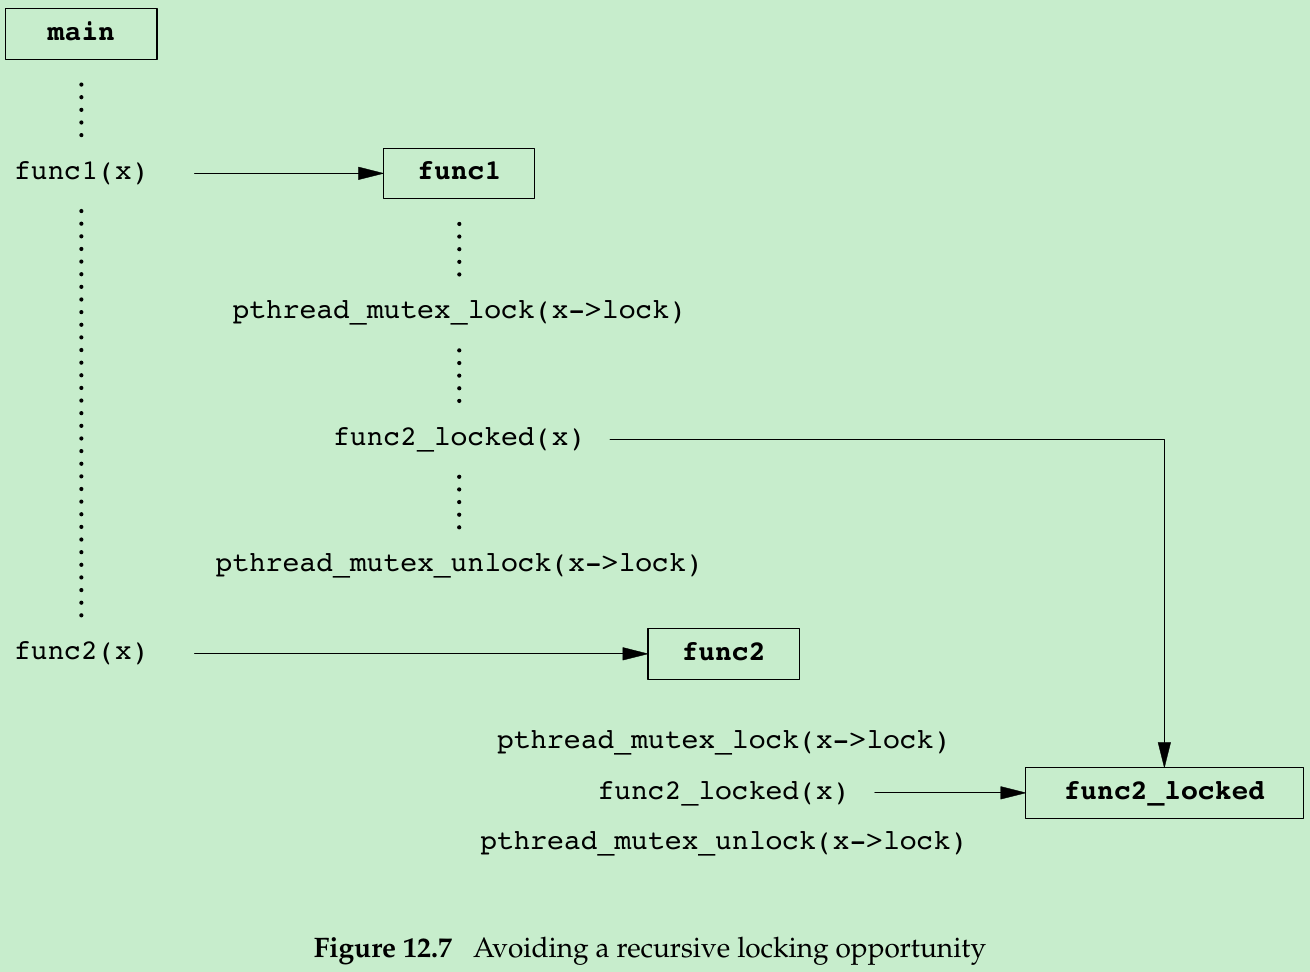 main
func1(x)
func1
pthread_mutex_lock(x->lock)
func2_locked(x)
pthread_mutex_unlock(x->lock)
func2(x)
func2
pthread_mutex_lock(x->lock)
func2_locked(x)
func2_locked
pthread_mutex_unlock(x->lock)
Figure 12.7 Avoiding a recursive locking opportunity